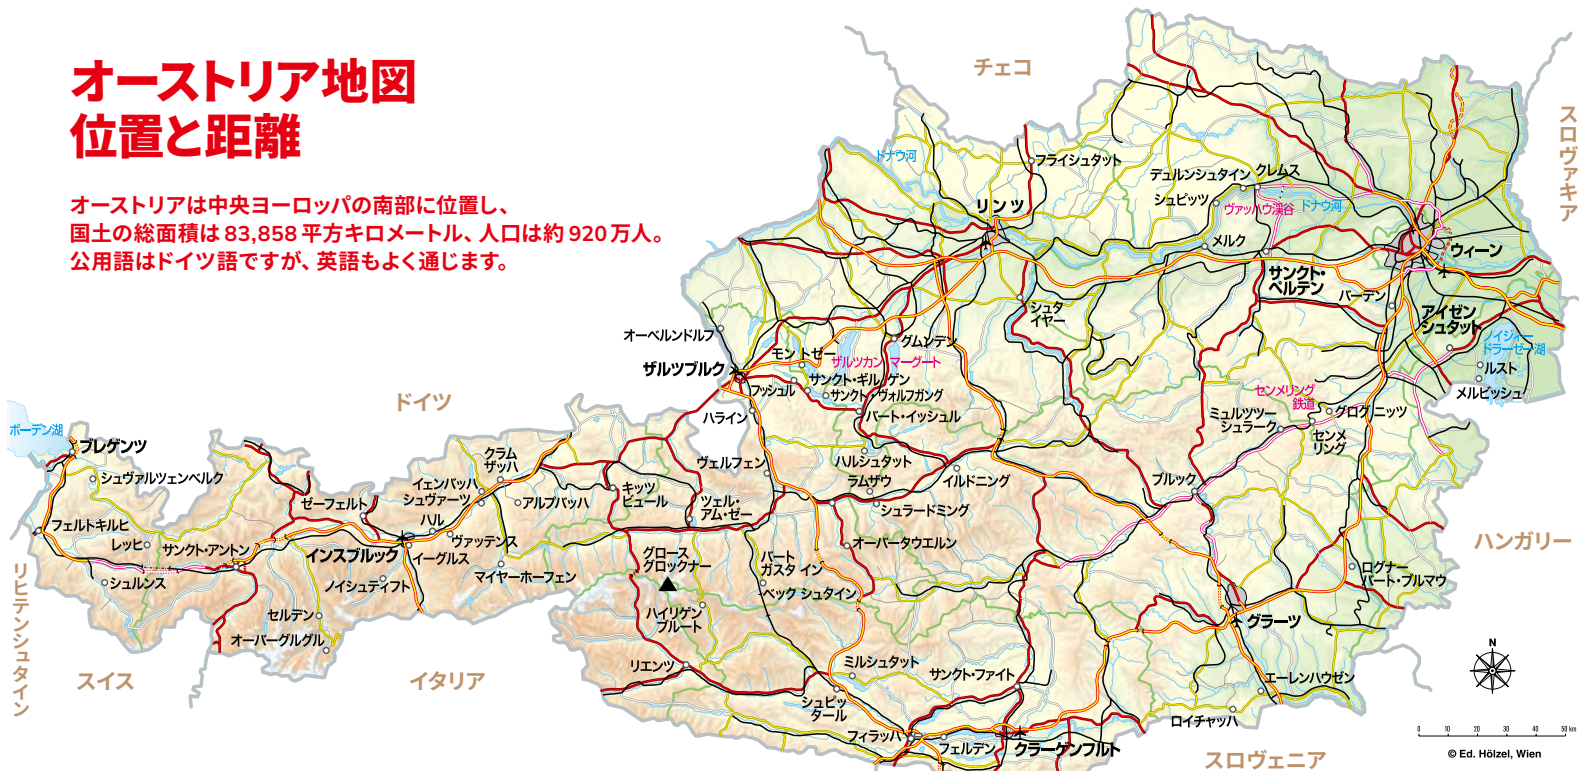 オーストリア地図
位置と距離
オーストリアは中央ヨーロッパの南部に位置し、
国土の総面積は 83,858 平方キロメートル、人口は約 920 万人。
公用語はドイツ語ですが、英語もよく通じます。
チェコ
スロヴァキア
ドナウ河
フライシュタット
デュルンシュタイン
クレムス
シュピッツ
ヴァッハウ渓谷
ドナウ河
リンツ
メルク
ウィーン
サンクト・
ペルテン
バーデン
シュタ
イヤー
アイゼン
シュタット
オーベルンドルフ
グムンデン
ノイジィー
ドラーゼー湖
モントゼー
ザルツカンマーグート
ザルツブルク
サンクト・ギルゲン
ルスト
フッシュル
サンクト・ヴォルフガング
センメリング
鉄道
メルビッシュ
ドイツ
ハライン
バート・イッシュル
ミュルツツー
シュラーク
グログニッツ
ボーデン湖
ブレゲンツ
センメ
リング
クラム
ザッハ
ヴェルフェン
ハルシュタット
シュヴァルツェンベルク
イェンバッハ
ラムザウ
イルドニング
ブルック
シュヴァーツ
アルプバッハ
キッツ
ビュール
ゼーフェルト
ツェル・
アム・ゼー
シュラードミング
フェルトキルヒ
ハル
レッヒ
サンクト・アントン
ヴァッテンス
オーバータウエルン
ハンガリー
インスブルック
イーグルス
グロース
グロックナー
バート
ガスタイン
ログナー
バート・ブルマウ
シュルンス
ノイシュティフト
マイヤーホーフェン
ベックシュタイン
リヒテンシュタイン
ゼルデン
ハイリゲン
ブルート
グラーツ
オーバーグルグル
N
スイス
イタリア
リエンツ
ミルシュタット
サンクト・ファイト
エーレンハウゼン
シュピッ
タール
ロイチャッハ
フィラッハ
フェルデン
クラーゲンフルト
スロヴェニア
0 10 20 30 40 50 km
© Ed. Hölzel, Wien